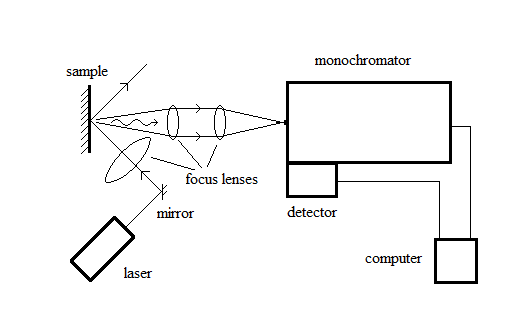 monochromator
sample
focus lenses
mirror
detector
computer
laser